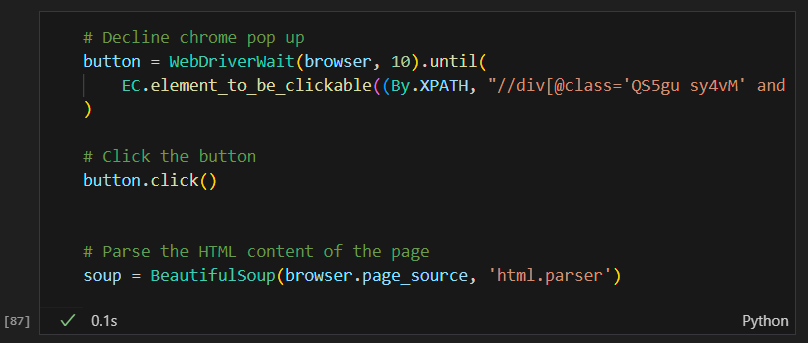 # Decline chrome pop up
button = WebDriverWait(browser, 10).until(
EC.element_to_be_clickable((By.XPATH, "//div[@class='QS5gu sy4vM' and
)
# Click the button
button.click()
# Parse the HTML content of the page
soup = BeautifulSoup(browser.page_source, 'html.parser')
[87] 0.1s Python